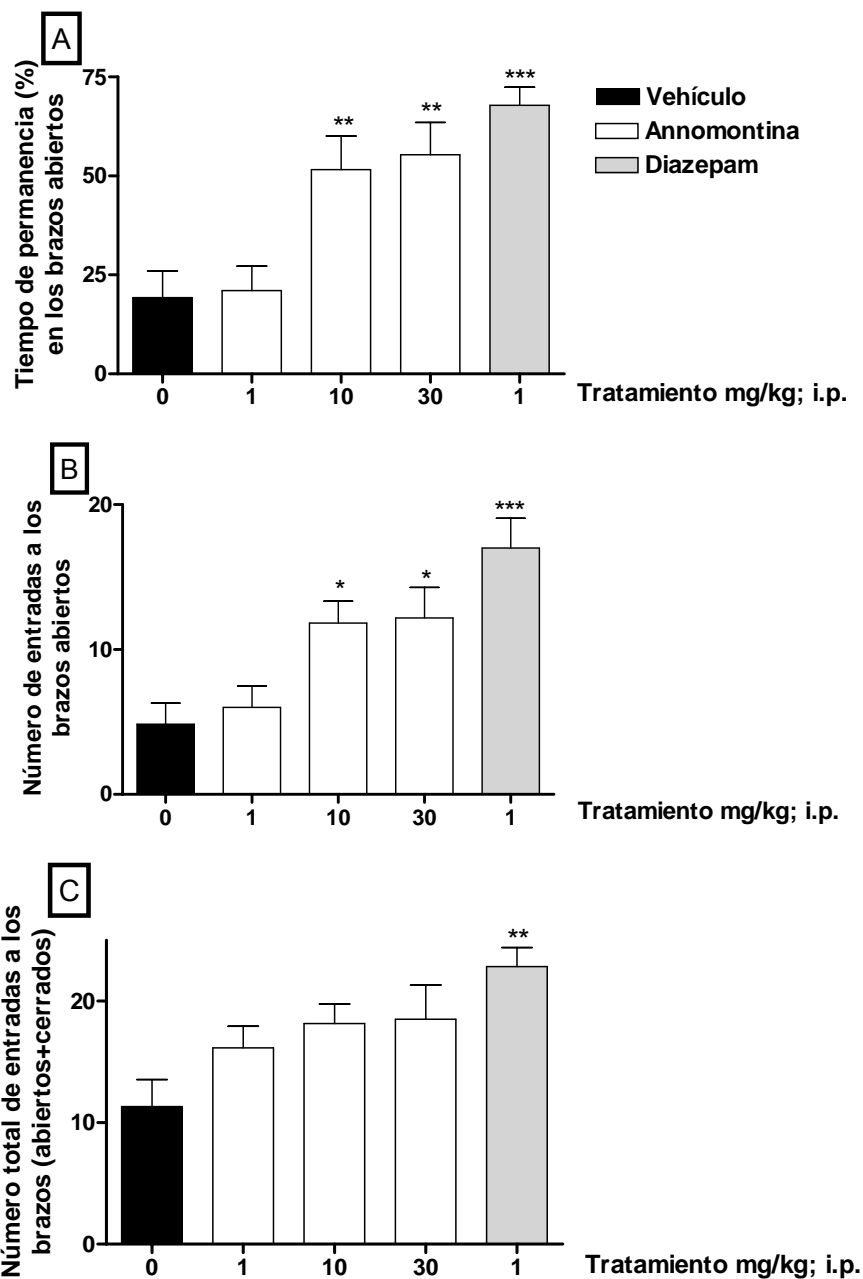 A
Tiempo de permanencia (%)
en los brazos abiertos
75
50
25
0
**
**
***
0 1 10 30 1
Tratamiento mg/kg; i.p.
Vehículo
Annomontina
Diazepam
B
Número de entradas a los
brazos abiertos
20
10
0
*
*
***
0 1 10 30 1
Tratamiento mg/kg; i.p.
C
Número total de entradas a los
brazos (abiertos+cerrados)
20
10
0
**
0 1 10 30 1
Tratamiento mg/kg; i.p.